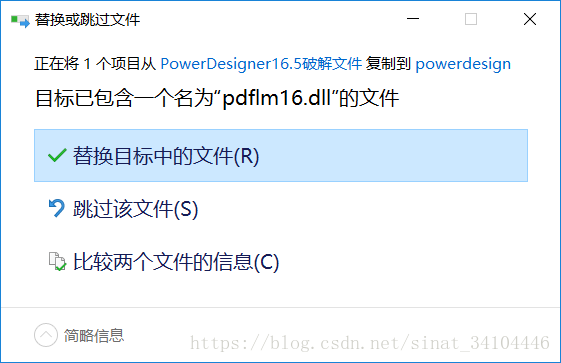 替换或跳过文件
正在将 1 个项目从 PowerDesigner16.5破解文件 复制到 powerdesign
目标已包含一个名为“pdflm16.dll”的文件
替换目标中的文件(R)
跳过该文件(S)
比较两个文件的信息(C)
简略信息
https://blog.csdn.net/sinat_34104446